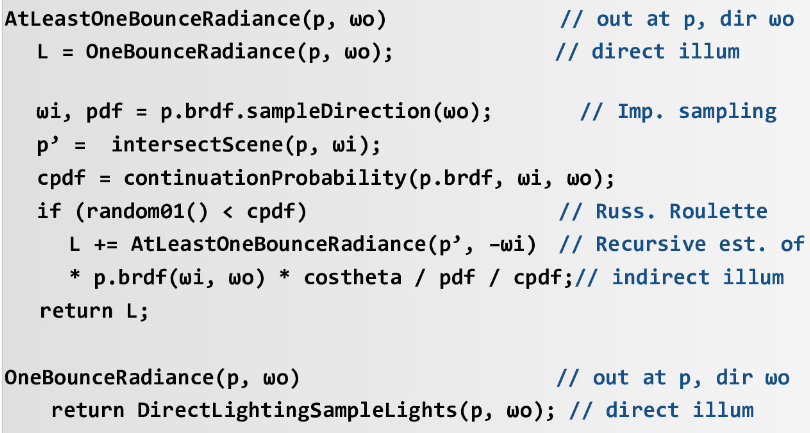 AtLeastOneBounceRadiance(p, ωo) // out at p, dir ωo
L = OneBounceRadiance(p, ωo); // direct illum
ωi, pdf = p.brdf.sampleDirection(ωo); // Imp. sampling
p’ = intersectScene(p, ωi);
cpdf = continuationProbability(p.brdf, ωi, ωo);
if (random01() < cpdf) // Russ. Roulette
L += AtLeastOneBounceRadiance(p’, –ωi) // Recursive est. of
* p.brdf(ωi, ωo) * costheta / pdf / cpdf;// indirect illum
return L;
OneBounceRadiance(p, ωo) // out at p, dir ωo
return DirectLightingSampleLights(p, ωo); // direct illum